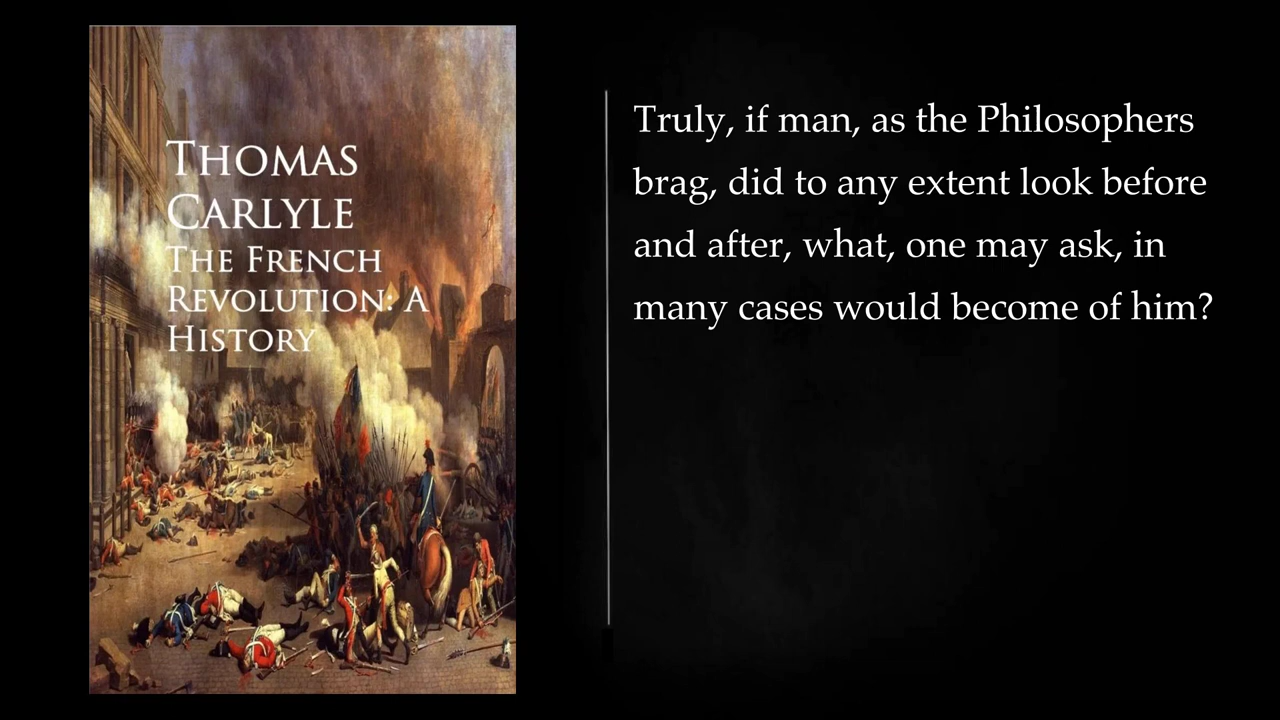 THOMAS
CARLYLE
THE FRENCH
REVOLUTION: A
HISTORY
Truly, if man, as the Philosophers
brag, did to any extent look before
and after, what, one may ask, in
many cases would become of him?